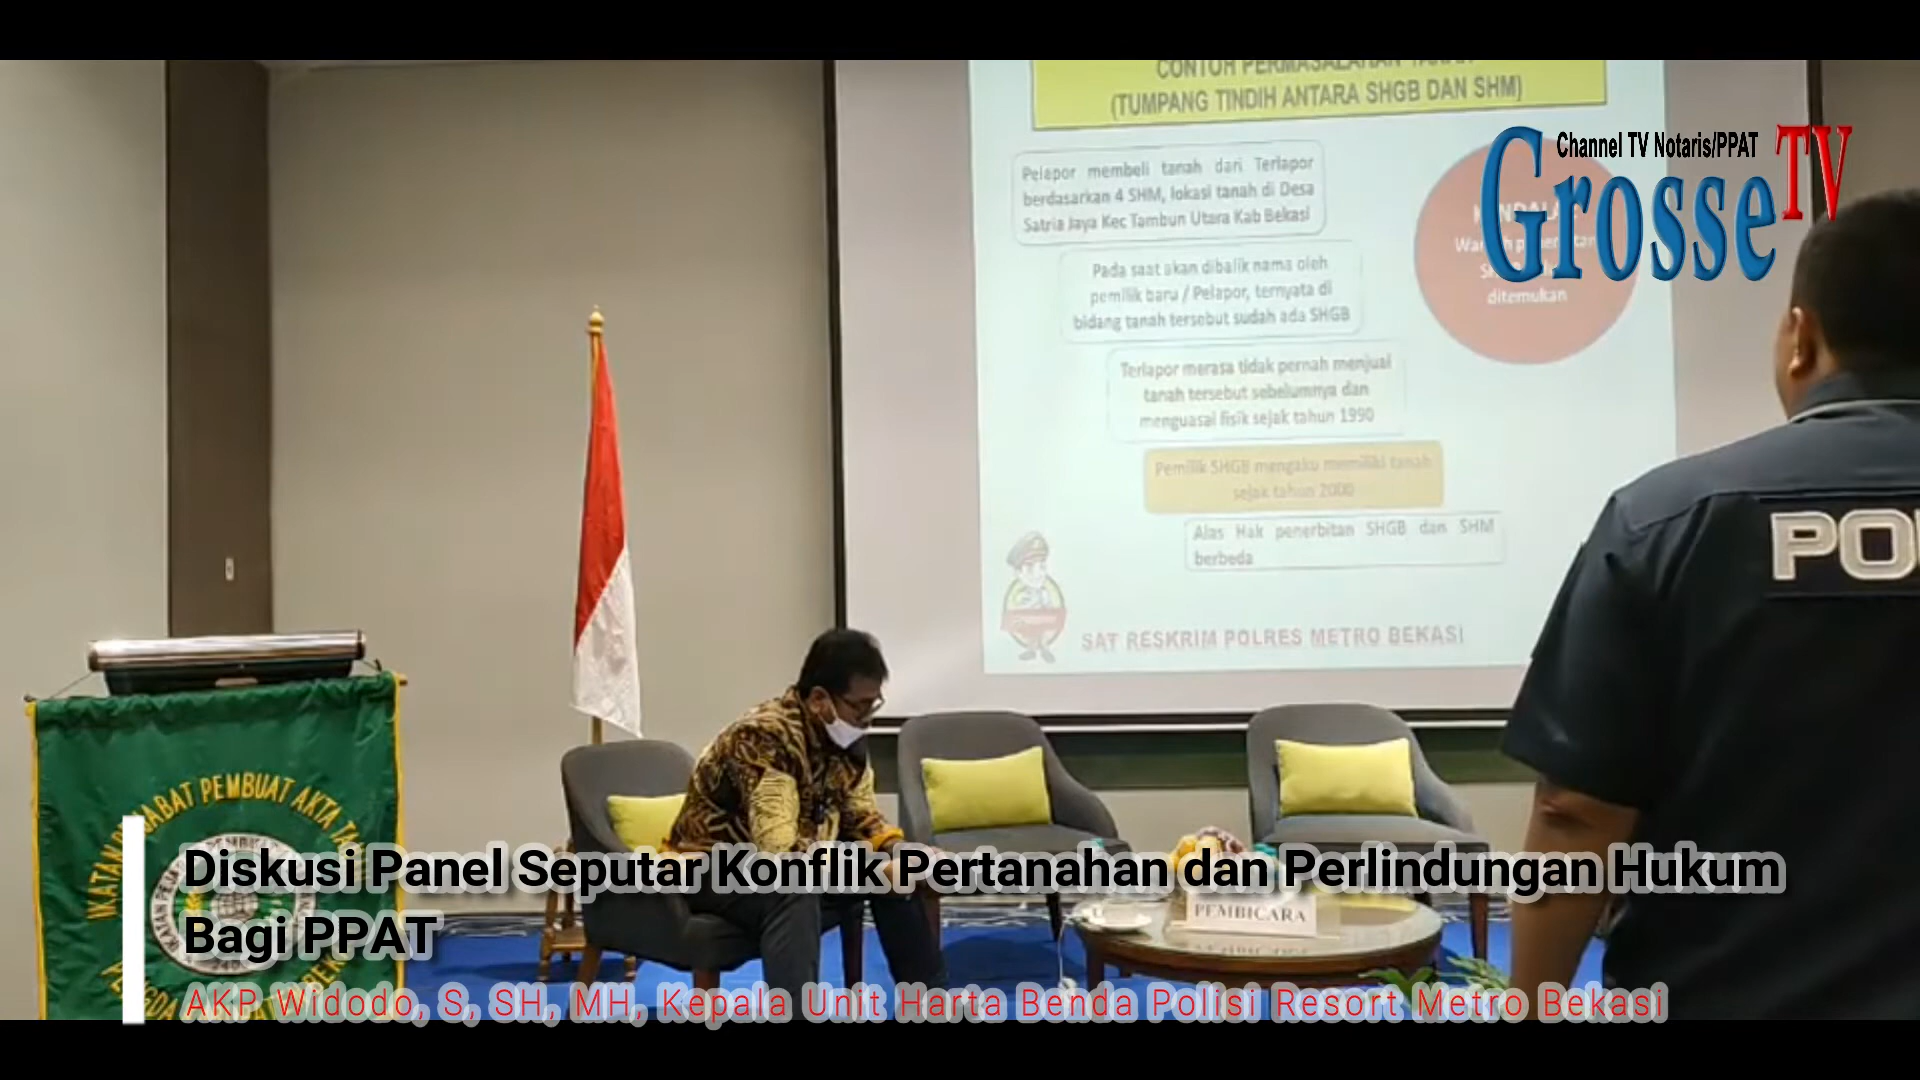 (TUMPANG TINDIH ANTARA SHGB DAN SHM)
Pelapor membeli tanah dari Terlapor
berdasarkan 4 SHM, lokasi tanah di Desa
Satria Jaya Kec Tambun Utara Kab Bekasi
Pada saat akan dibalik nama oleh
pemilik baru / Pelapor, ternyata di
bidang tanah tersebut sudah ada SHGB
Terlapor merasa tidak pernah menjual
tanah tersebut sebelumnya dan
menguasai fisik sejak tahun 1990
Pemilik SHGB mengaku memiliki tanah
sejak tahun 2000
Alas Hak penerbitan SHGB dan SHM
berbeda
ditemukan
SAT RESKRIM POLRES METRO BEKASI
Channel TV Notaris/PPAT
Grosse TV
PO
PEMBUAT AKTA
PEMBICARA
Diskusi Panel Seputar Konflik Pertanahan dan Perlindungan Hukum
Bagi PPAT
AKP Widodo, S, SH, MH, Kepala Unit Harta Benda Polisi Resort Metro Bekasi